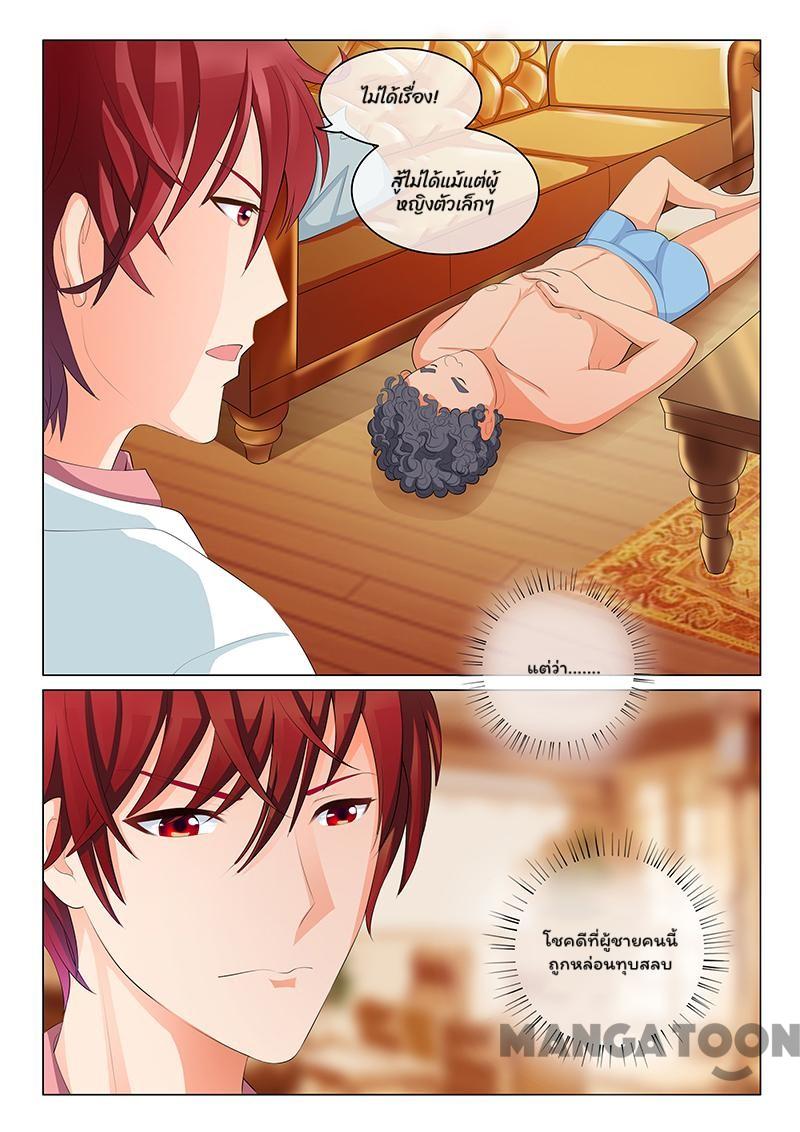 ไม่ได้เรื่อง!
สู้ไม่ได้แม้แต่ผู้
หญิงตัวเล็กๆ
แต่ว่า.......
โชคดีที่ผู้ชายคนนี้
ถูกหล่อนทุบสลบ
MANGATOON